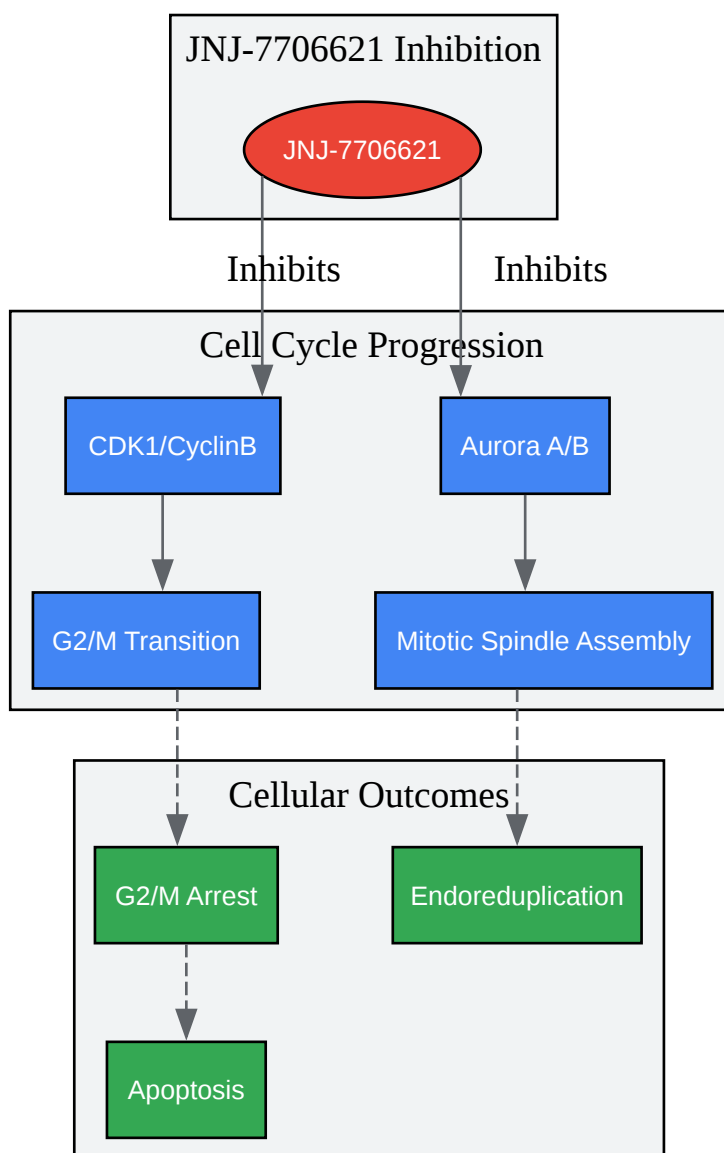 JNJ-7706621 Inhibition
JNJ-7706621
Inhibits
Inhibits
Cell Cycle Progression
CDK1/CyclinB
Aurora A/B
G2/M Transition
Mitotic Spindle Assembly
Cellular Outcomes
G2/M Arrest
Endoreduplication
Apoptosis